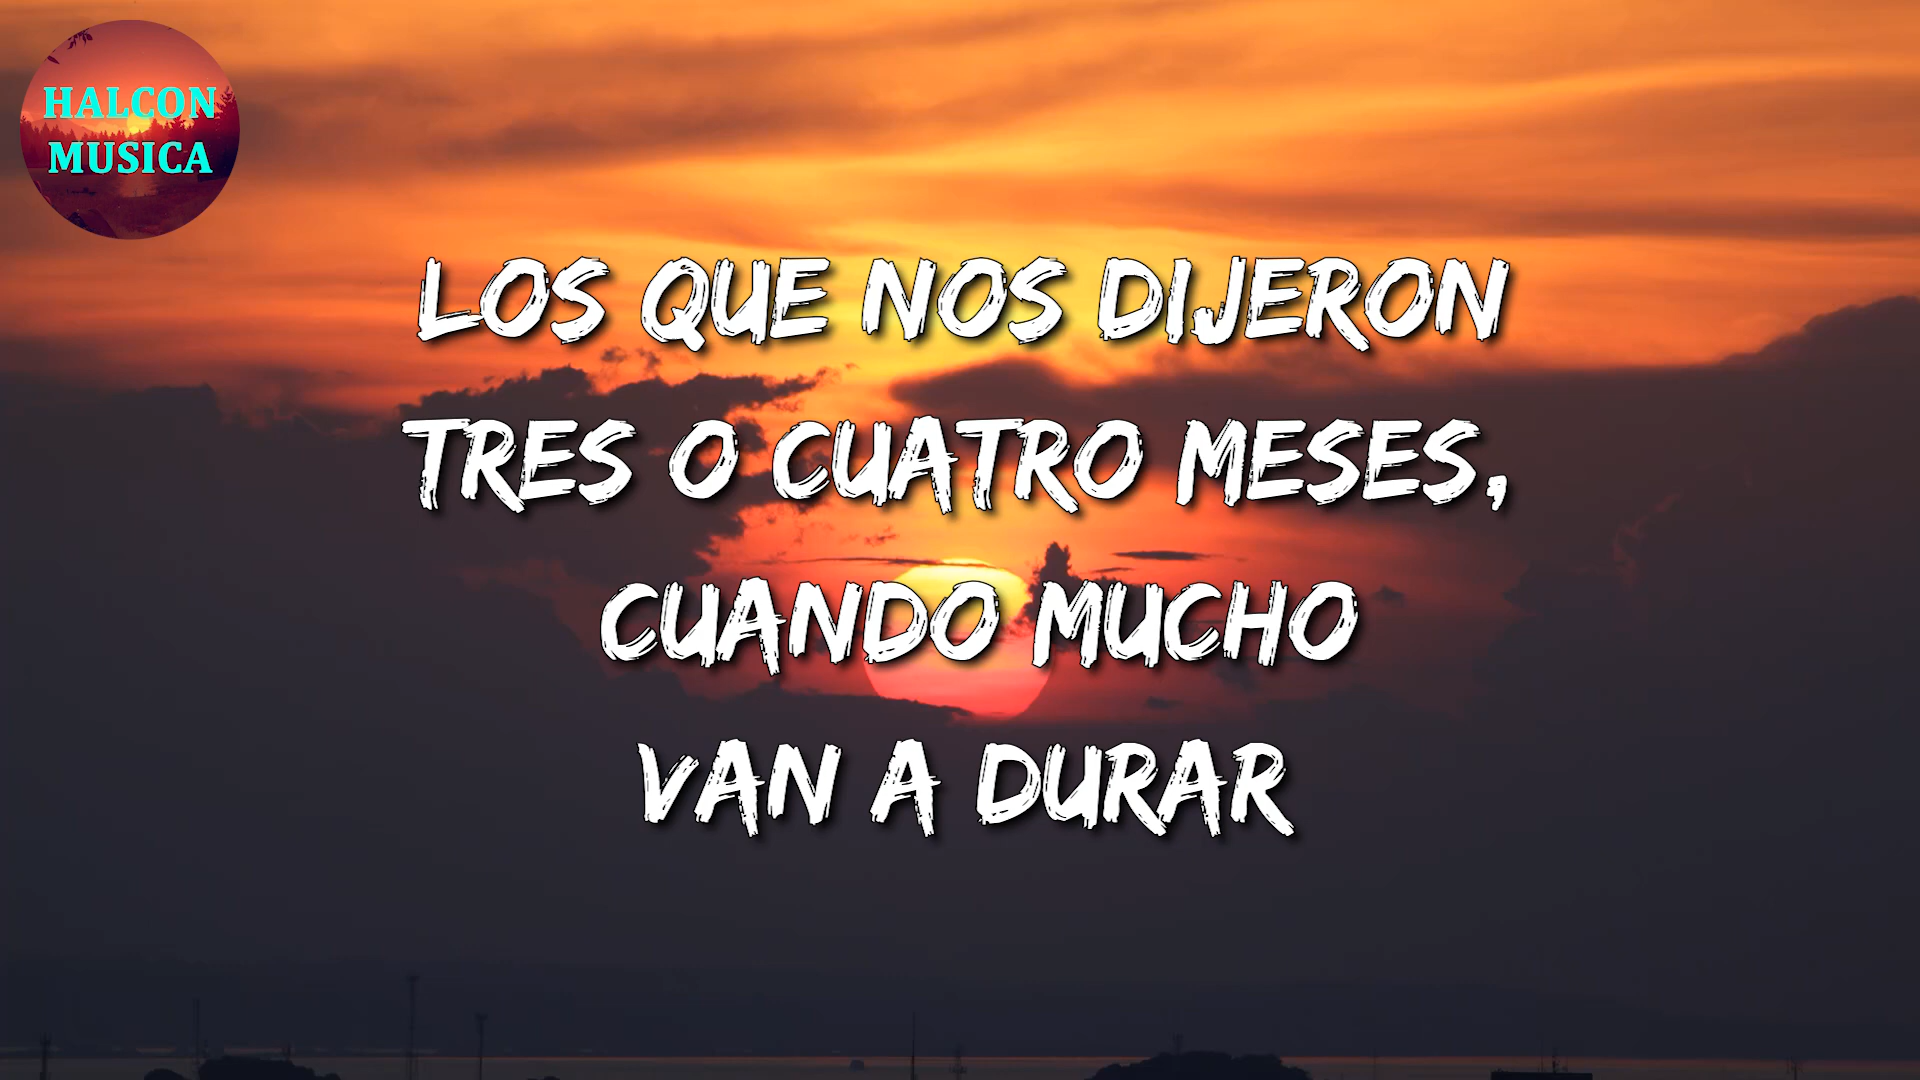 HALCON
MUSICA
LOS QUE NOS DIJERON
TRES O CUATRO MESES,
CUANDO MUCHO
VAN A DURAR